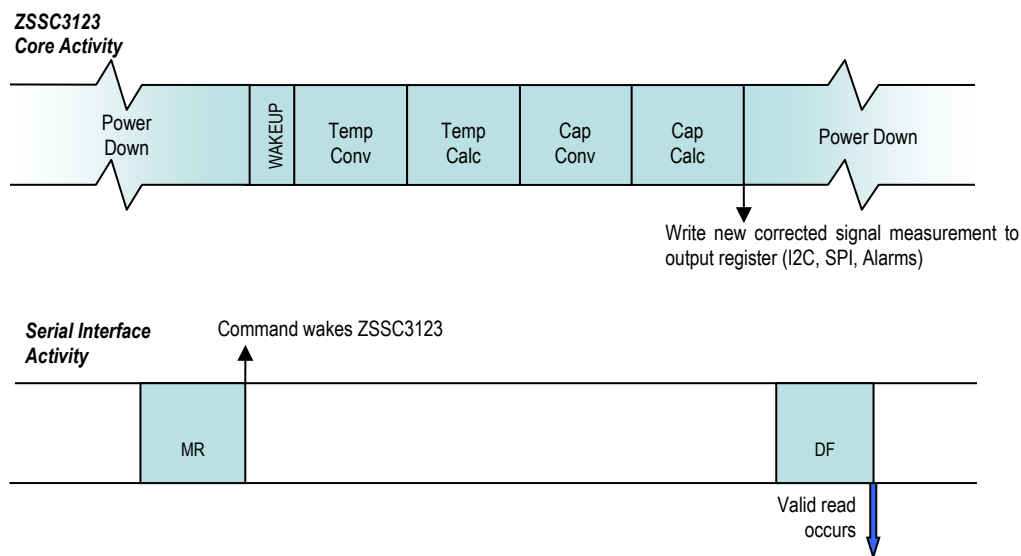 ZSSC3123
Core Activity
Power
Down
WAKEUP
Temp
Conv
Temp
Calc
Cap
Conv
Cap
Calc
Power Down
Write new corrected signal measurement to
output register (I2C, SPI, Alarms)
Serial Interface
Activity
Command wakes ZSSC3123
MR
DF
Valid read
occurs